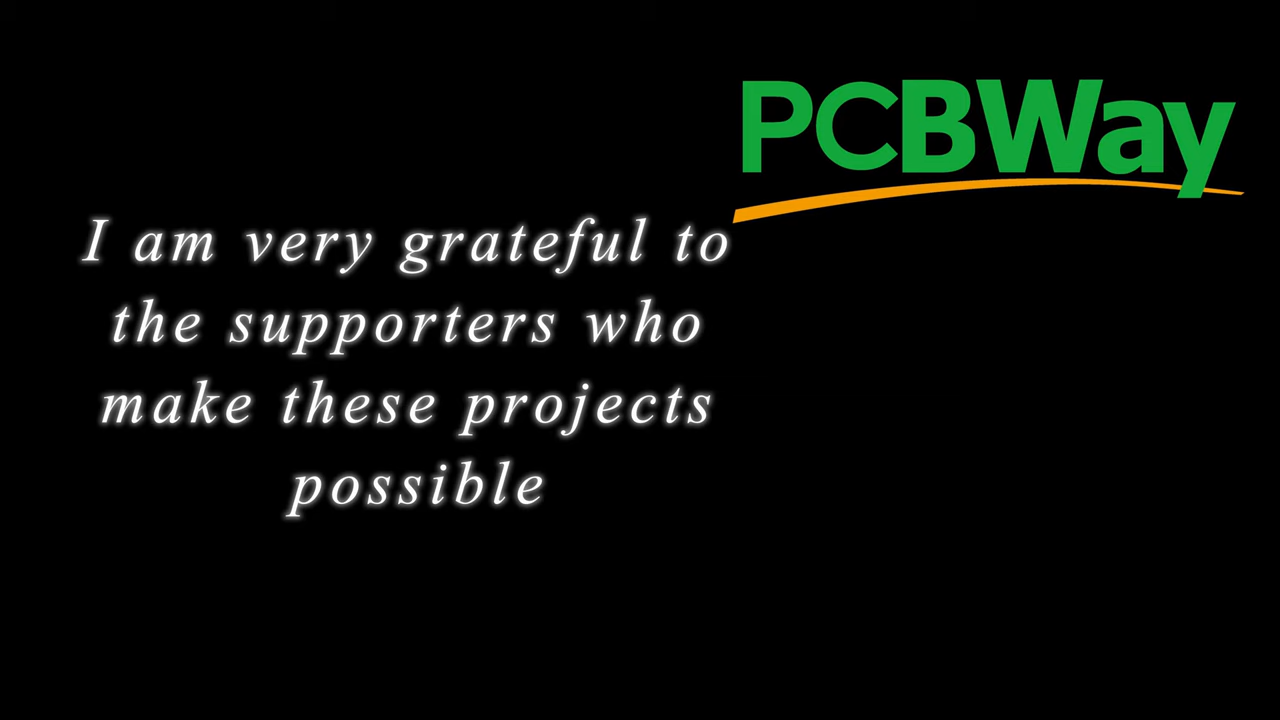 PCBWay
I am very grateful to
the supporters who
make these projects
possible